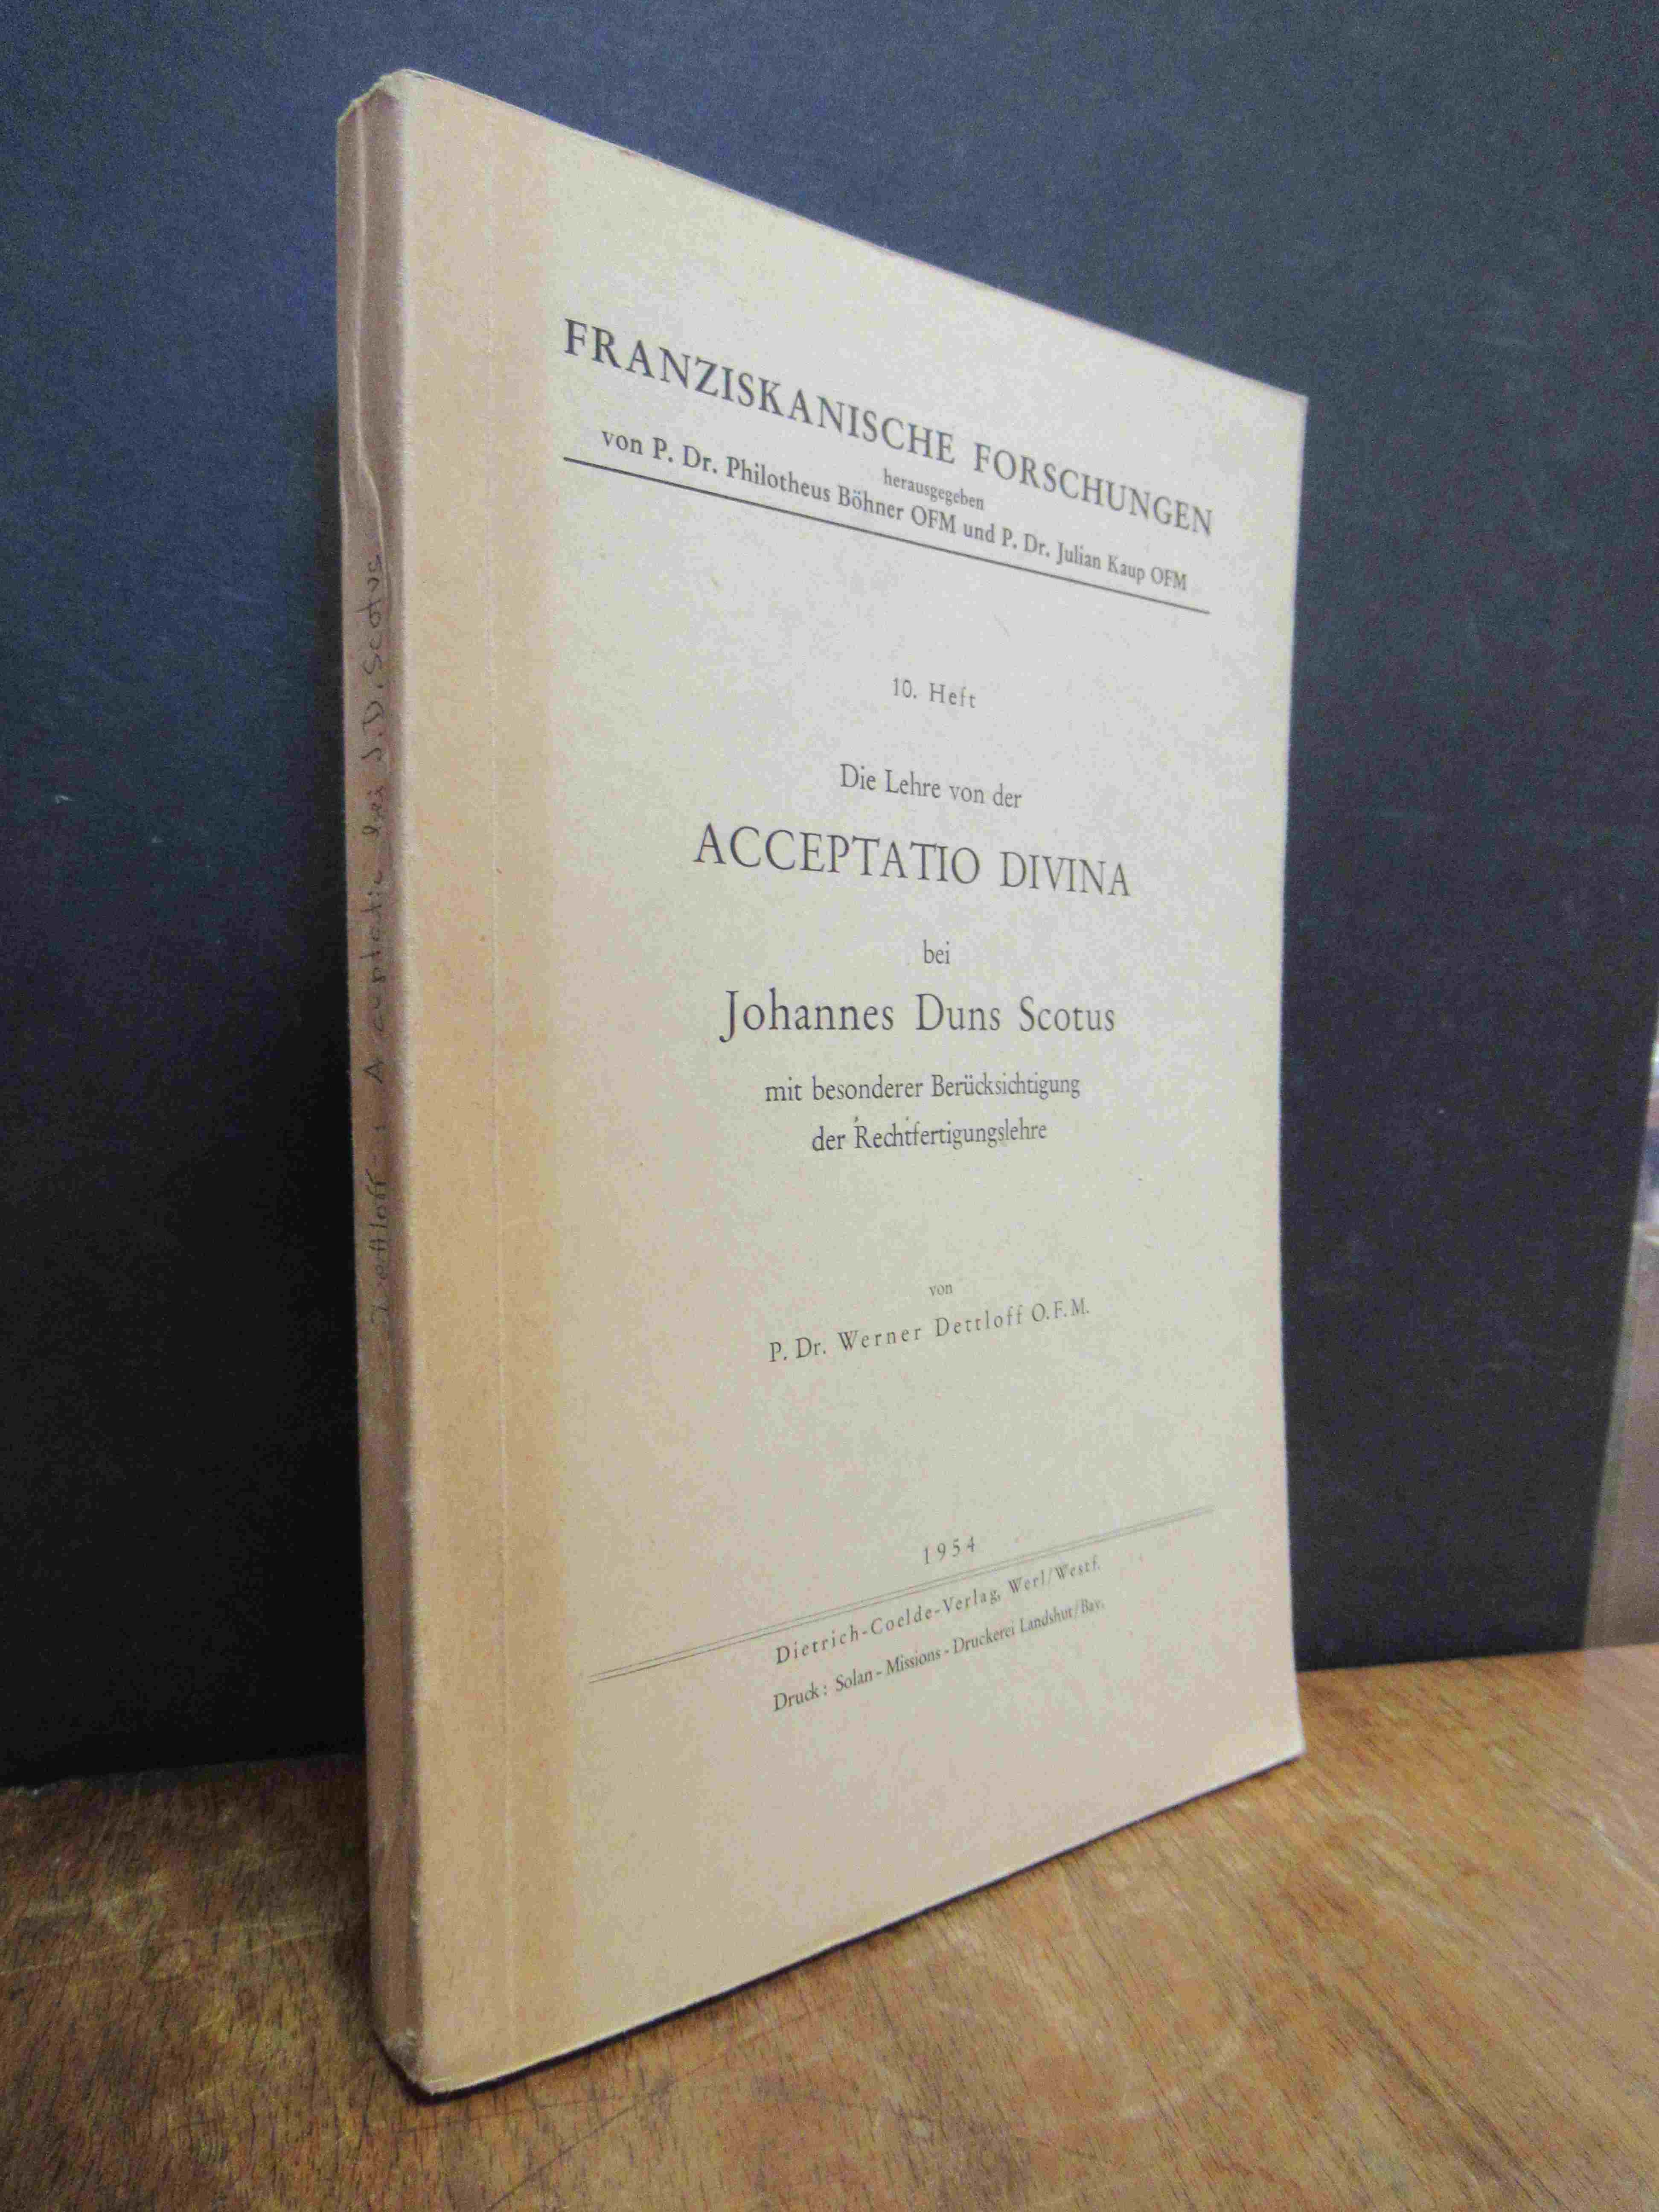 FRANZISKANISCHE FORSCHUNGEN
herausgegeben
von P. Dr. Philotheus Böhner OFM und P. Dr. Julian Kaup OFM
10. Heft
Die Lehre von der
ACCEPTATIO DIVINA
bei
Johannes Duns Scotus
mit besonderer Berücksichtigung
der Rechtfertigungslehre
von
P. Dr. Werner Dettloff O.F.M.
1954
Dietrich-Coelde-Verlag, Werl/Westf.
Druck: Solan-Missions-Druckerei Landshut/Bay.
Dettloff: bei J.D. Scotus